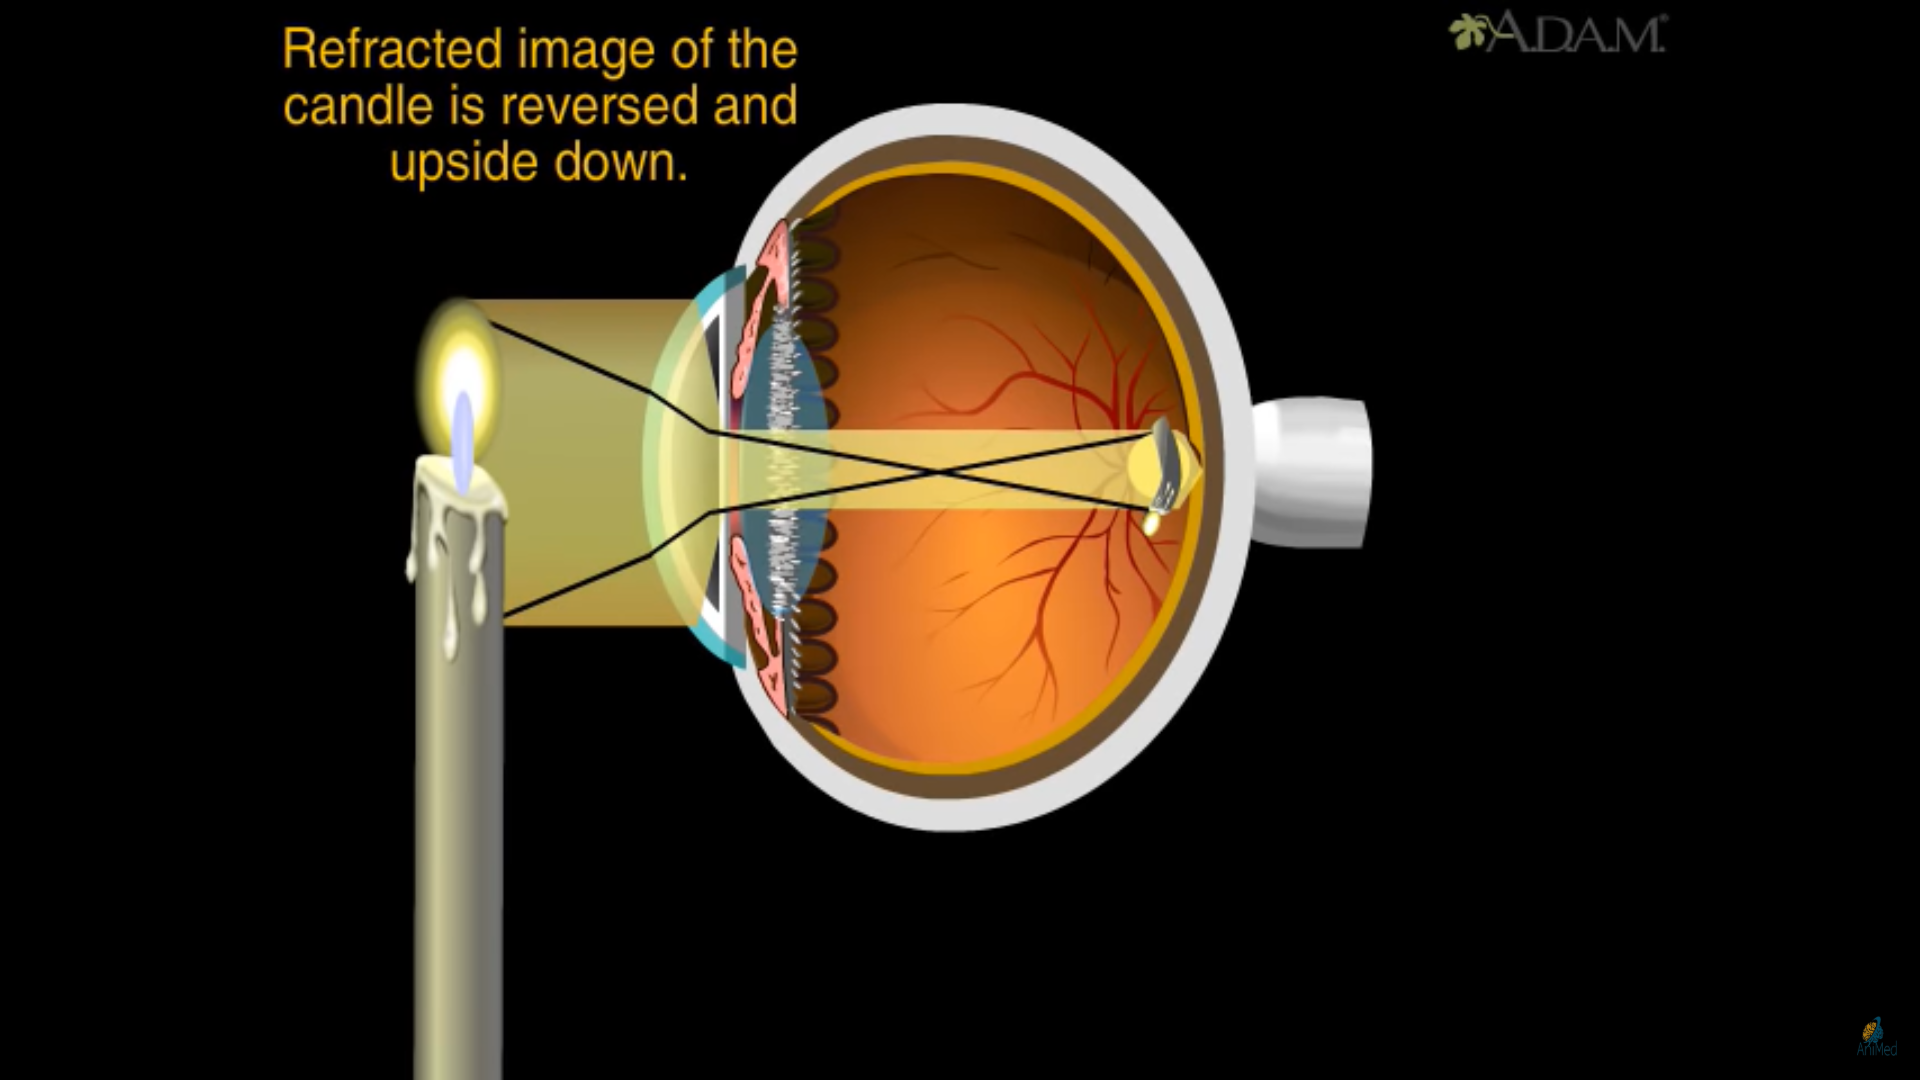 Refracted image of the
candle is reversed and
upside down.
A.D.A.M.®
AniMed